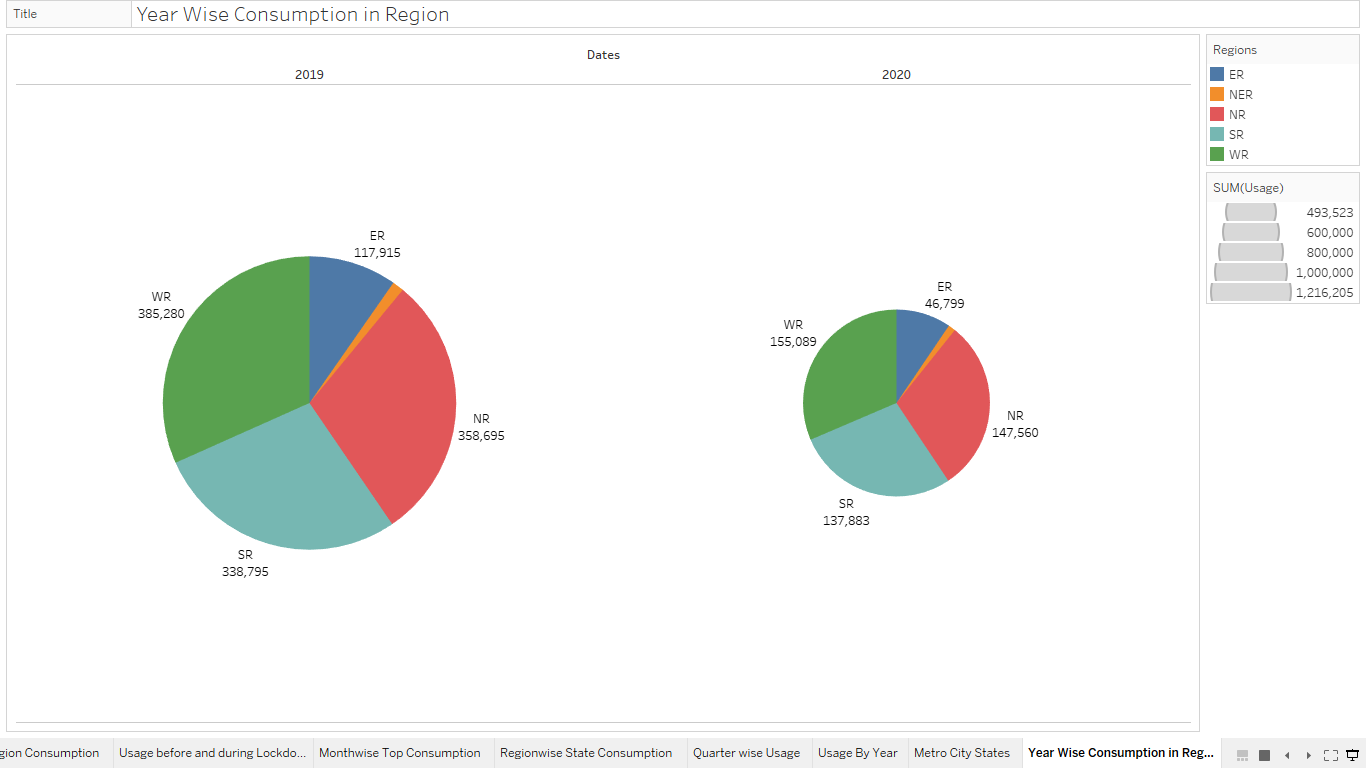 Title
Year Wise Consumption in Region
Dates
2019
2020
ER
117,915
WR
385,280
NR
358,695
SR
338,795
ER
46,799
WR
155,089
NR
147,560
SR
137,883
Regions
ER
NER
NR
SR
WR
SUM(Usage)
493,523
600,000
800,000
1,000,000
1,216,205
gion Consumption
Usage before and during Lockdo...
Monthwise Top Consumption
Regionwise State Consumption
Quarter wise Usage
Usage By Year
Metro City States
Year Wise Consumption in Reg...